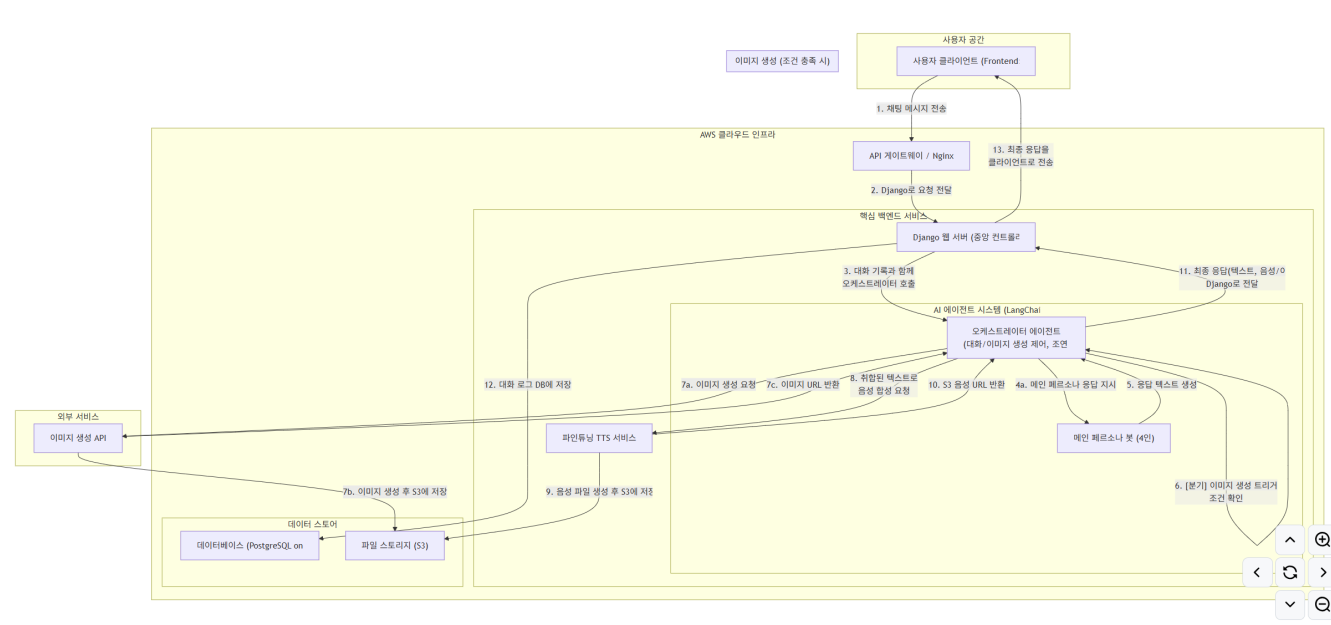 사용자 공간
이미지 생성 (조건 충족 시)
사용자 클라이언트 (Frontend
1. 채팅 메시지 전송
AWS 클라우드 인프라
API 게이트웨이 / Nginx
13. 최종 응답을
클라이언트로 전송
2. Django로 요청 전달
핵심 백엔드 서비스
Django 웹 서버 (중앙 컨트롤러
3. 대화 기록과 함께
오케스트레이터 호출
11. 최종 응답(텍스트, 음성/이
Django로 전달
AI 에이전트 시스템 (LangChai
오케스트레이터 에이전트
(대화/이미지 생성 제어, 조연
12. 대화 로그 DB에 저장
7a. 이미지 생성 요청
7c. 이미지 URL 반환
8. 취합된 텍스트로
음성 합성 요청
10. S3 음성 URL 반환
4a. 메인 페르소나 응답 지시
5. 응답 텍스트 생성
외부 서비스
이미지 생성 API
파인튜닝 TTS 서비스
메인 페르소나 봇 (4인)
7b. 이미지 생성 후 S3에 저장
9. 음성 파일 생성 후 S3에 저장
6. [분기] 이미지 생성 트리거
조건 확인
데이터 스토어
데이터베이스 (PostgreSQL on
파일 스토리지 (S3)